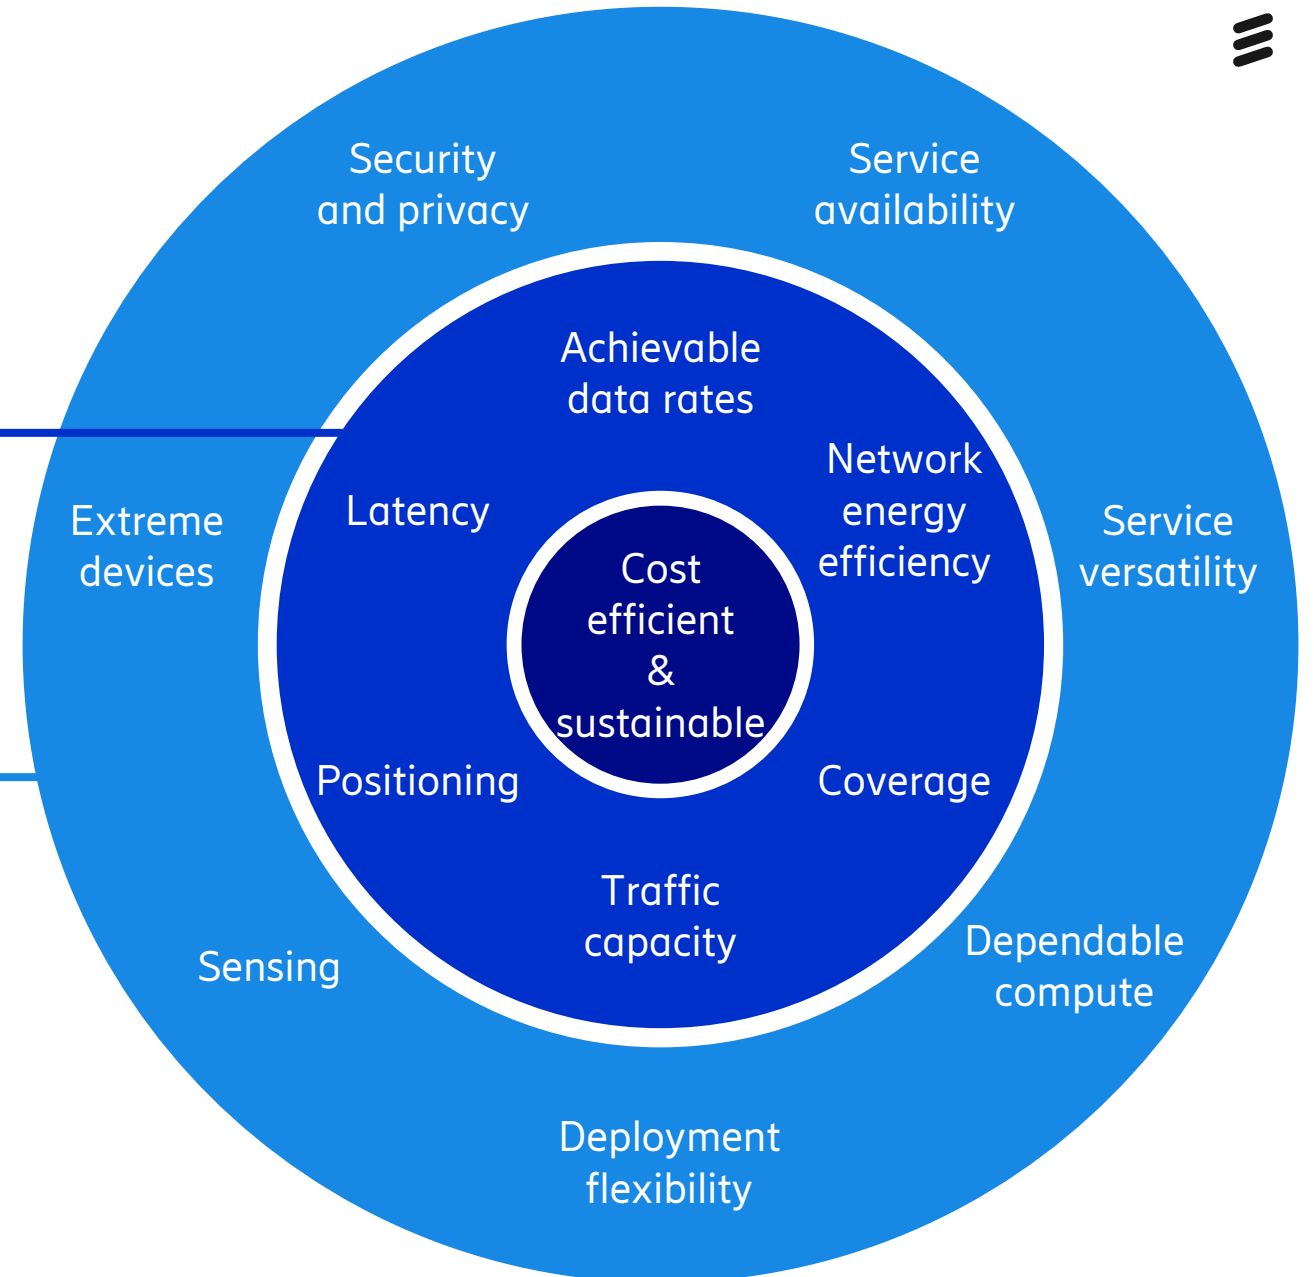 Security
and privacy
Service
availability
Achievable
data rates
Network
energy
efficiency
Latency
Extreme
devices
Service
versatility
Cost
efficient
&
sustainable
Positioning
Coverage
Traffic
capacity
Sensing
Dependable
compute
Deployment
flexibility